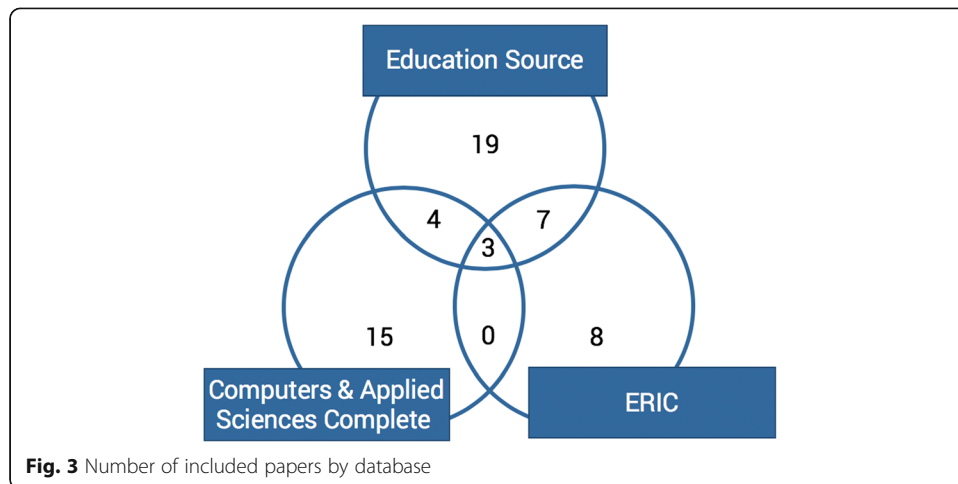 Education Source
19
4
7
3
15
0
8
Computers & Applied
Sciences Complete
ERIC
Fig. 3 Number of included papers by database